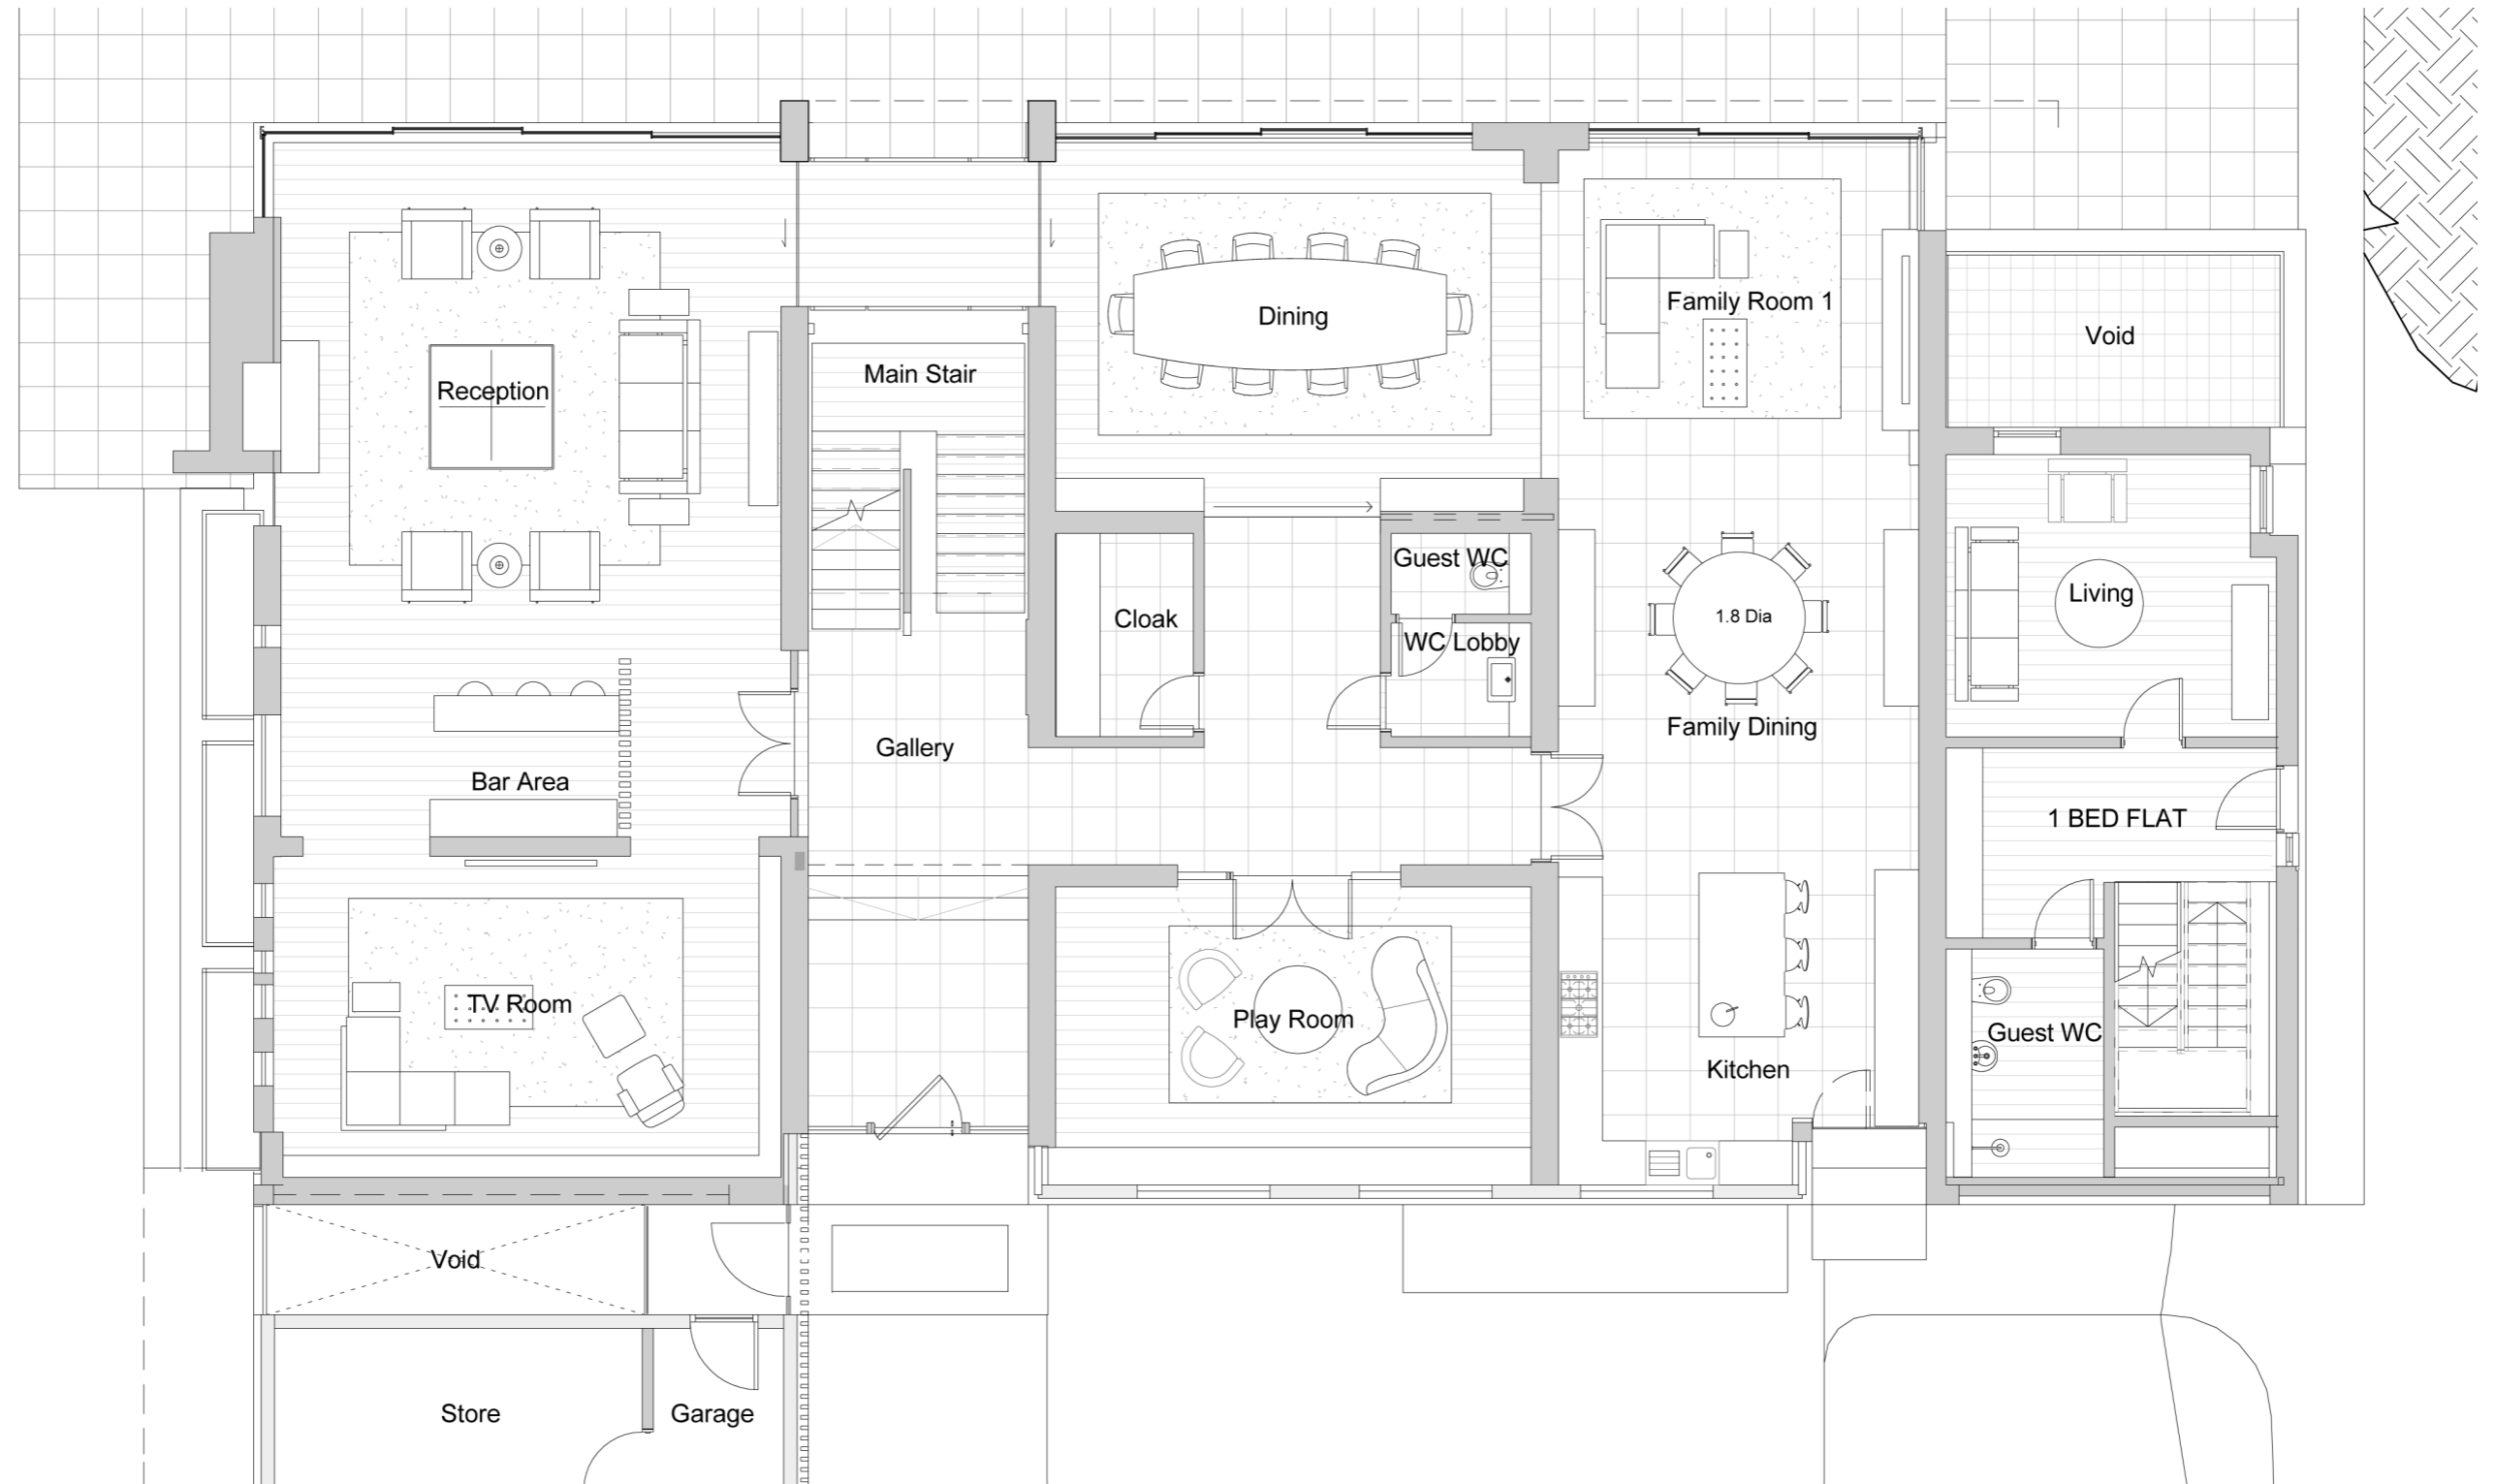 Dining
Family Room 1
Void
Main Stair
Reception
Guest WC
Living
Cloak
1.8 Dia
WC Lobby
Family Dining
Gallery
Bar Area
1 BED FLAT
TV Room
Play Room
Guest WC
Kitchen
Void
Store
Garage